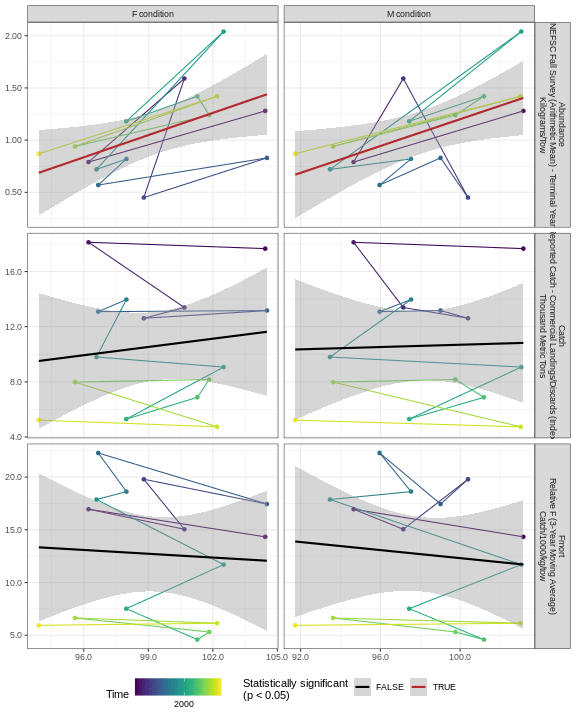 F condition
M condition
2.00
1.50
1.00
0.50
Abundance
NEFSC Fall Survey (Arithmetic Mean) - Terminal Year
Kilograms/tow
16.0
12.0
8.0
4.0
Catch
Reported Catch - Commercial Landings/Discards (Index
Thousand Metric Tons
20.0
15.0
10.0
5.0
Fmort
Relative F (3-Year Moving Average)
Catch/1000/kg/tow
96.0
99.0
102.0
105.0
92.0
96.0
100.0
Time
2000
Statistically significant
(p < 0.05)
FALSE
TRUE